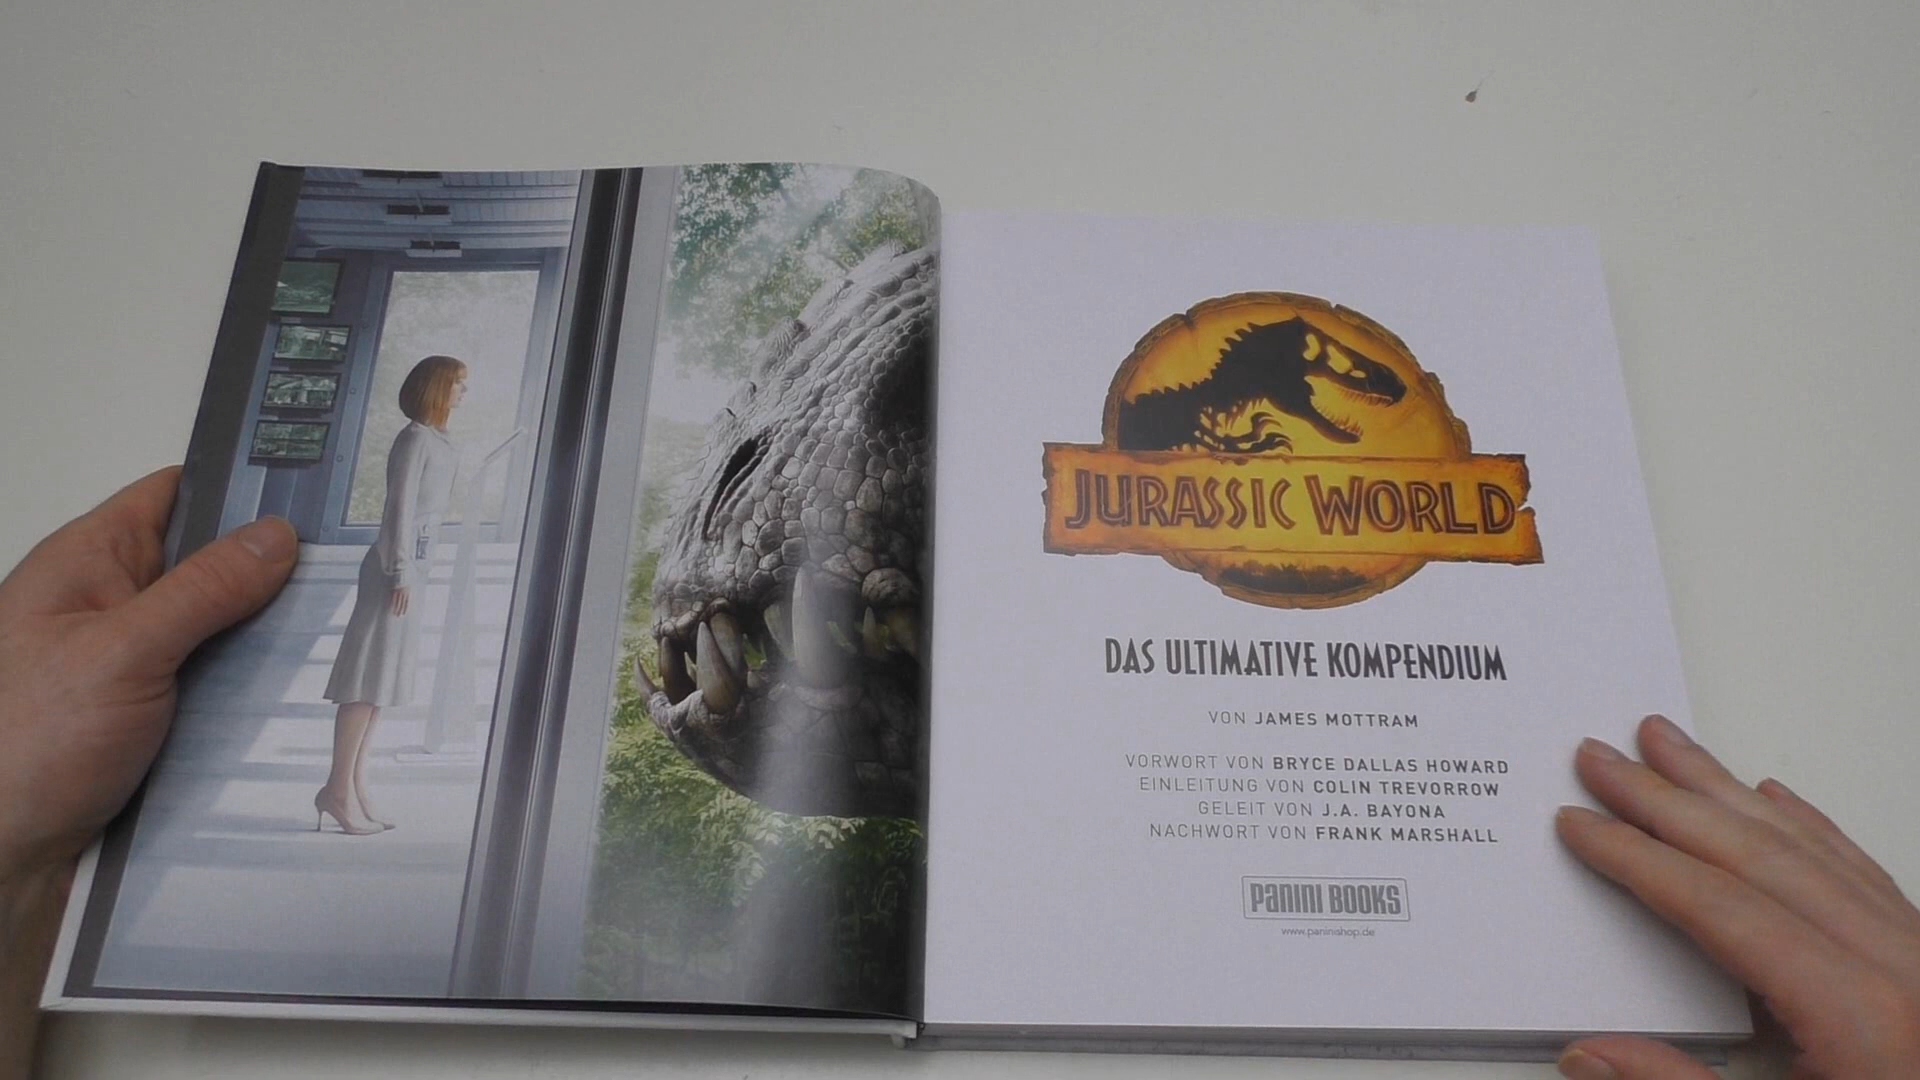 JURASSIC WORLD
DAS ULTIMATIVE KOMPENDIUM
VON JAMES MOTTRAM
VORWORT VON BRYCE DALLAS HOWARD
EINLEITUNG VON COLIN TREVORROW
GELEIT VON J.A. BAYONA
NACHWORT VON FRANK MARSHALL
PANINI BOOKS
www.paninishop.de